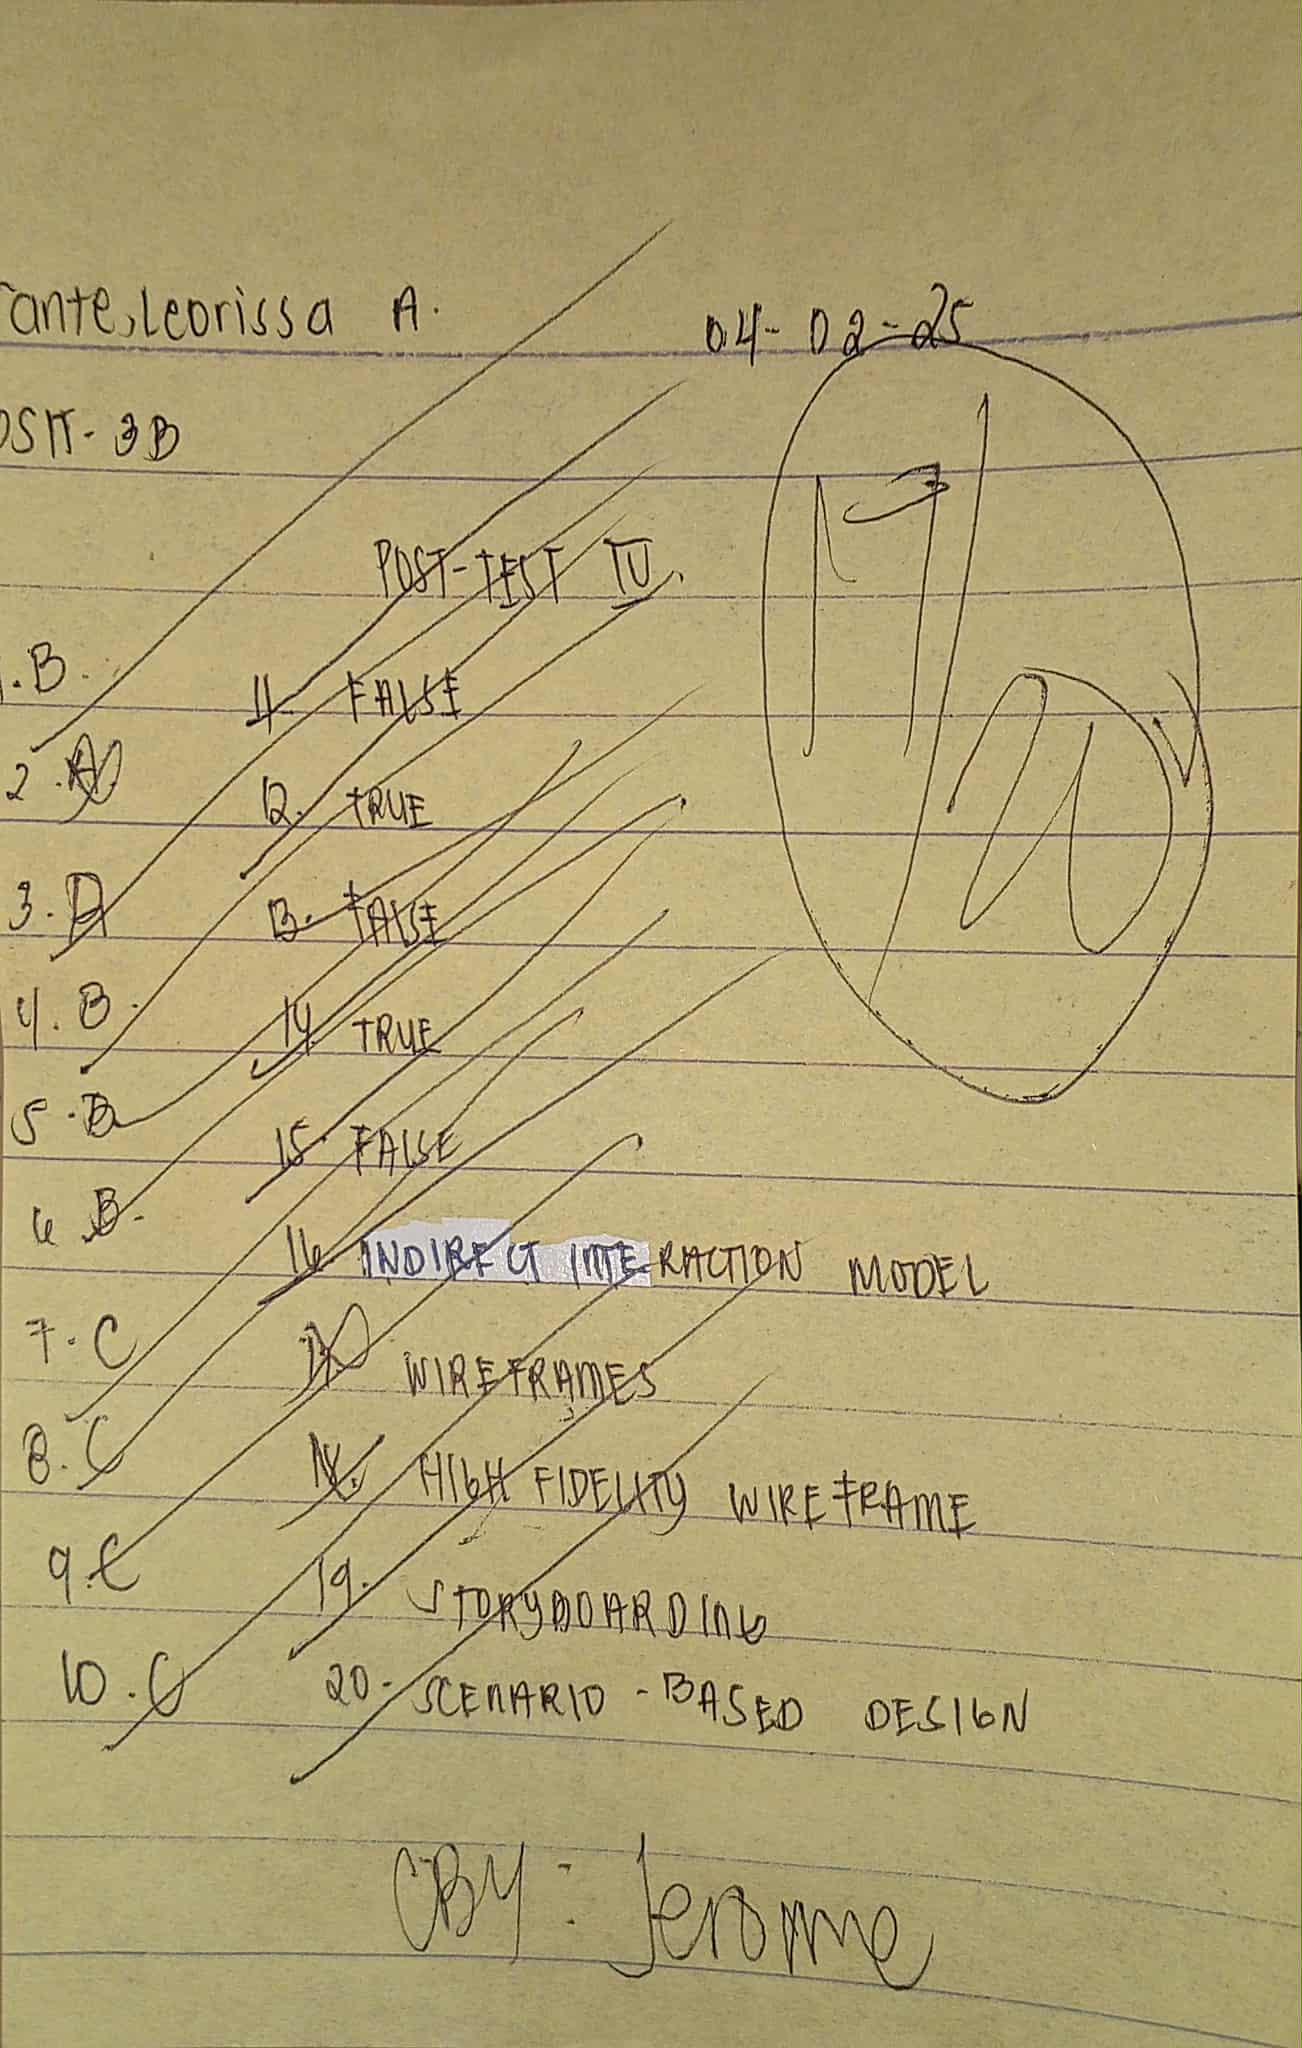 ante, Leorissa A. 04-02-25
SIT-3B
POST-TEST IV
1. B. 11. FALSE
2. 12. TRUE
3. D 13. FALSE
4. B. 14. TRUE
5. B 15. FALSE
6 B. 16. INDIRECT INTERACTION MODEL
7. C WIREFRAMES
8. C 18. HIGH FIDELITY WIREFRAME
9. C 19. STORYBOARDING
10. C 20. SCENARIO-BASED DESIGN
17/20
CBY: Jerome